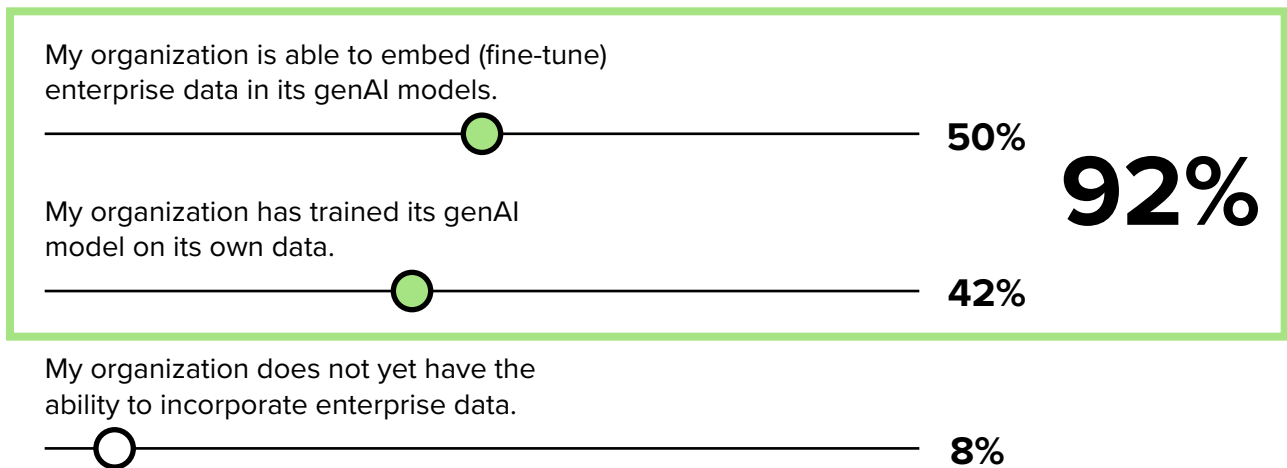 My organization is able to embed (fine-tune)
enterprise data in its genAI models.
50%
92%
My organization has trained its genAI
model on its own data.
42%
My organization does not yet have the
ability to incorporate enterprise data.
8%